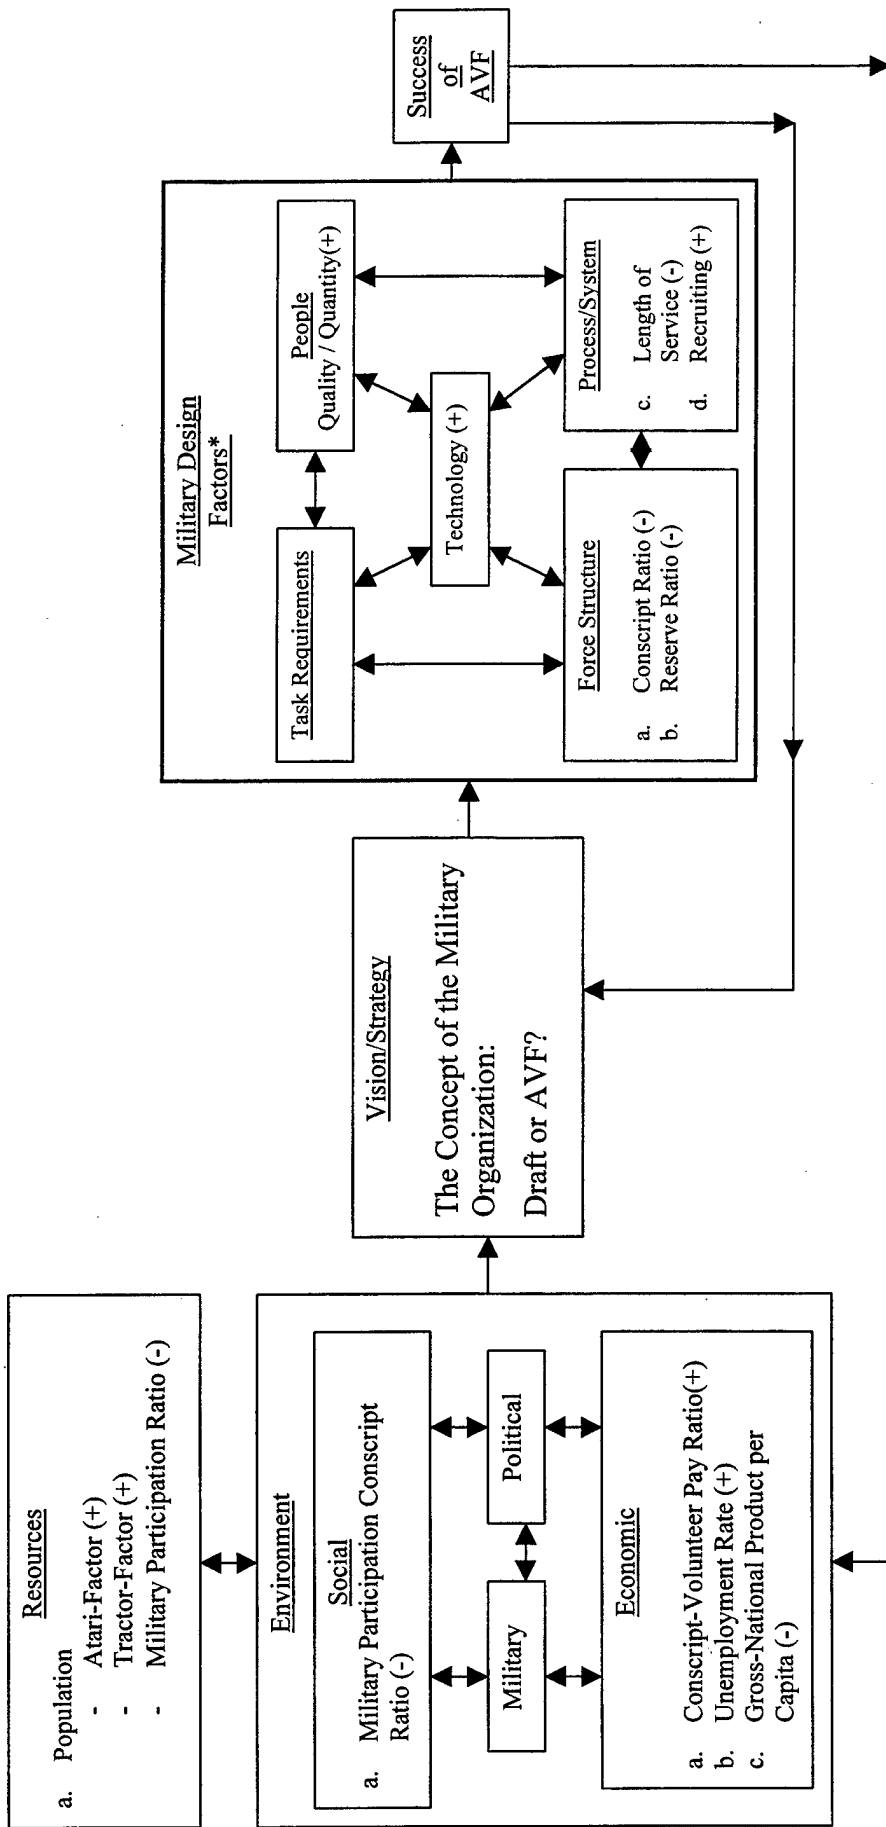 Resources
a. Population
- Atari-Factor (+)
- Tractor-Factor (+)
- Military Participation Ratio (-)
Environment
Social
a. Military Participation Conscript
Ratio (-)
Military
Political
Economic
a. Conscript-Volunteer Pay Ratio(+)
b. Unemployment Rate (+)
c. Gross-National Product per
Capita (-)
Vision/Strategy
The Concept of the Military
Organization:
Draft or AVF?
Military Design
Factors*
Task Requirements
People
Quality / Quantity(+)
Technology (+)
Force Structure
a. Conscript Ratio (-)
b. Reserve Ratio (-)
Process/System
c. Length of
Service (-)
d. Recruiting (+)
Success
of
AVF